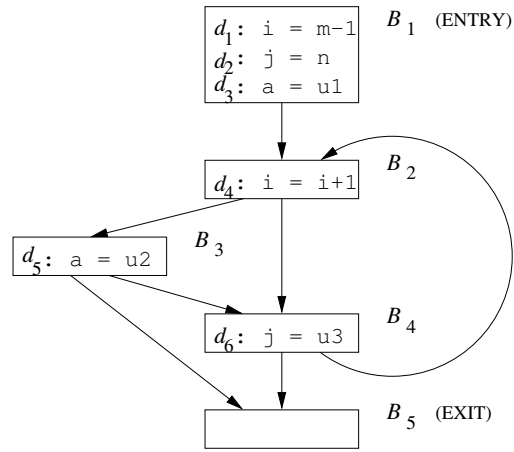 d1: i = m-1
d2: j = n
d3: a = u1
B1 (ENTRY)
d4: i = i+1
B2
d5: a = u2
B3
d6: j = u3
B4
B5 (EXIT)